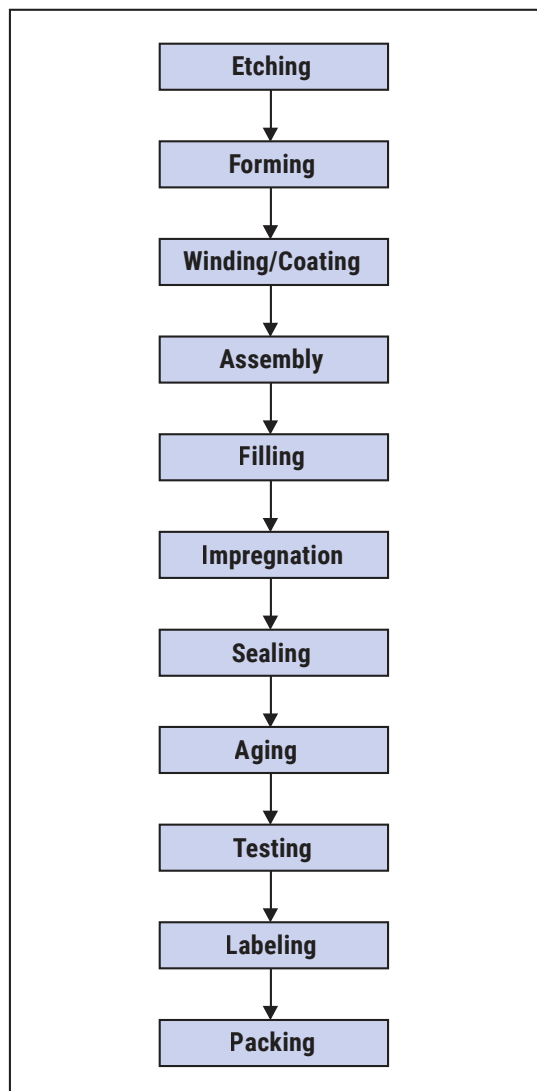 Etching
Forming
Winding/Coating
Assembly
Filling
Impregnation
Sealing
Aging
Testing
Labeling
Packing